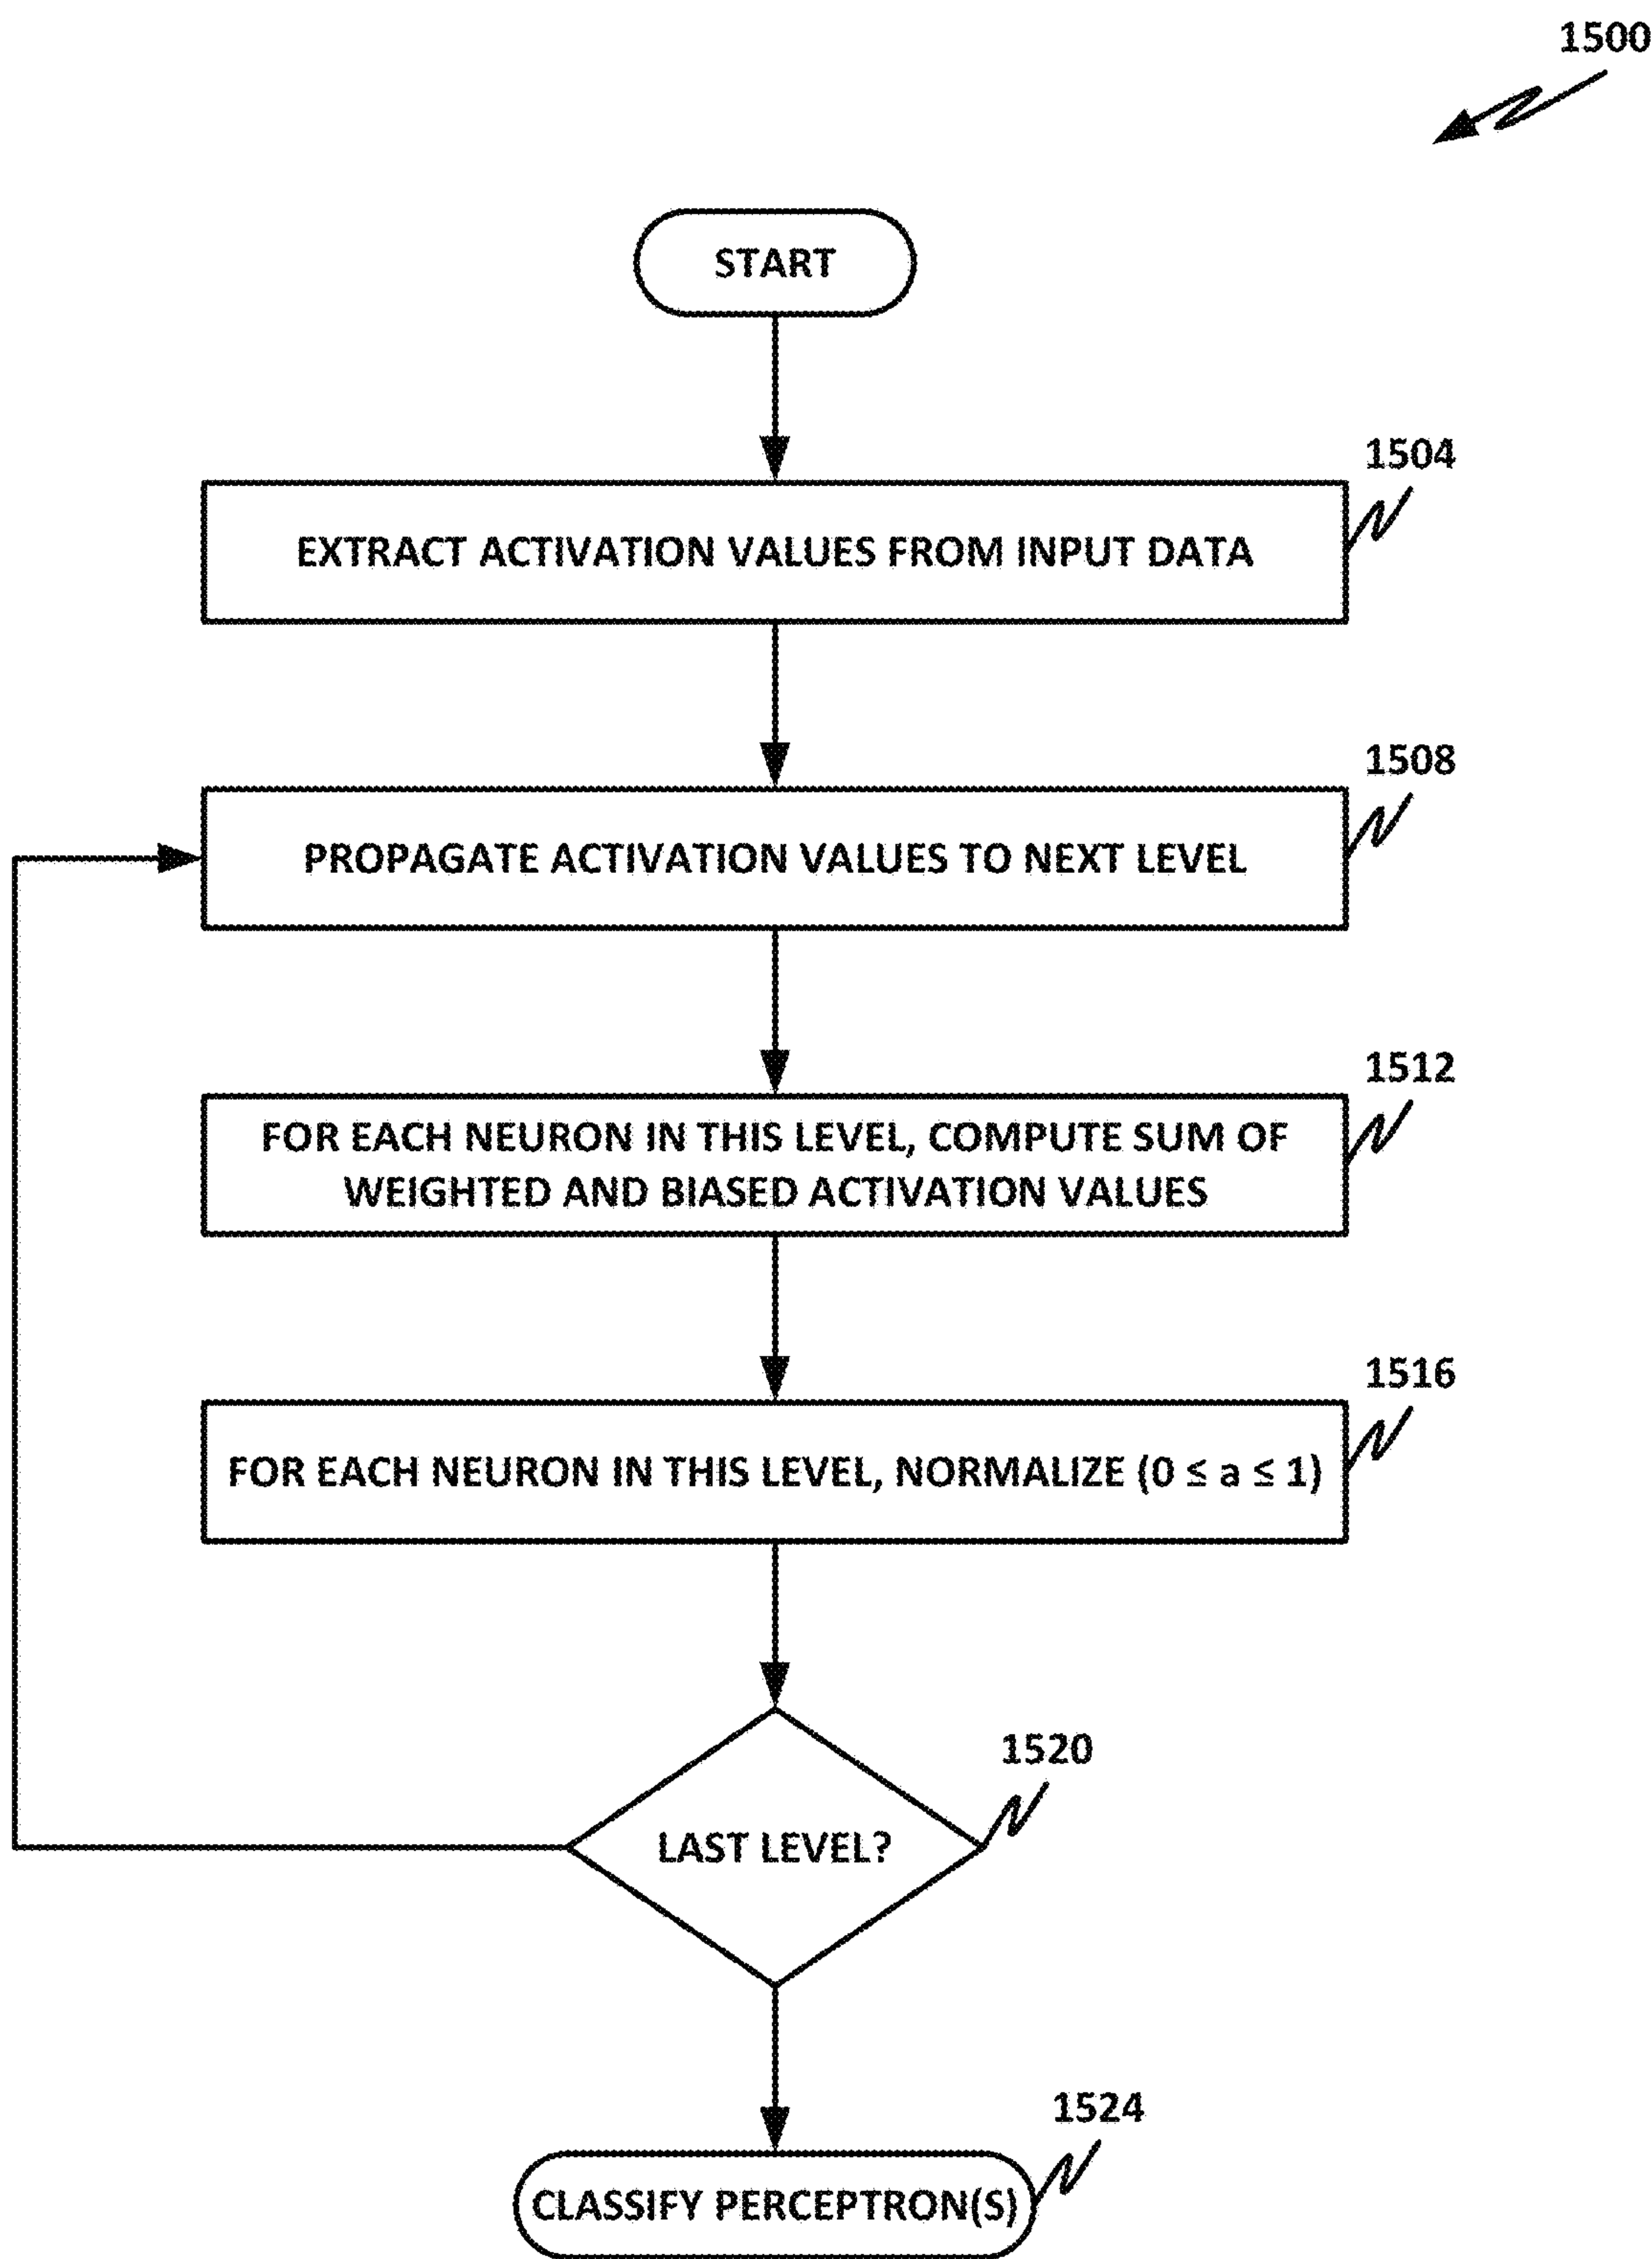 1500
START
1504
EXTRACT ACTIVATION VALUES FROM INPUT DATA
1508
PROPAGATE ACTIVATION VALUES TO NEXT LEVEL
1512
FOR EACH NEURON IN THIS LEVEL, COMPUTE SUM OF
WEIGHTED AND BIASED ACTIVATION VALUES
1516
FOR EACH NEURON IN THIS LEVEL, NORMALIZE (0 ≤ a ≤ 1)
1520
LAST LEVEL?
1524
CLASSIFY PERCEPTRON(S)